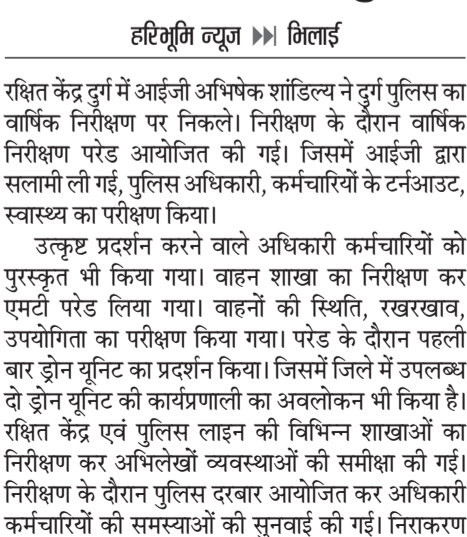 हरिभूमि न्यूज ▶▶| भिलाई
रक्षित केंद्र दुर्ग में आईजी अभिषेक शांडिल्य ने दुर्ग पुलिस का
वार्षिक निरीक्षण पर निकले। निरीक्षण के दौरान वार्षिक
निरीक्षण परेड आयोजित की गई। जिसमें आईजी द्वारा
सलामी ली गई, पुलिस अधिकारी, कर्मचारियों के टर्नआउट,
स्वास्थ्य का परीक्षण किया।
उत्कृष्ट प्रदर्शन करने वाले अधिकारी कर्मचारियों को
पुरस्कृत भी किया गया। वाहन शाखा का निरीक्षण कर
एमटी परेड लिया गया। वाहनों की स्थिति, रखरखाव,
उपयोगिता का परीक्षण किया गया। परेड के दौरान पहली
बार ड्रोन यूनिट का प्रदर्शन किया। जिसमें जिले में उपलब्ध
दो ड्रोन यूनिट की कार्यप्रणाली का अवलोकन भी किया है।
रक्षित केंद्र एवं पुलिस लाइन की विभिन्न शाखाओं का
निरीक्षण कर अभिलेखों व्यवस्थाओं की समीक्षा की गई।
निरीक्षण के दौरान पुलिस दरबार आयोजित कर अधिकारी
कर्मचारियों की समस्याओं की सुनवाई की गई। निराकरण